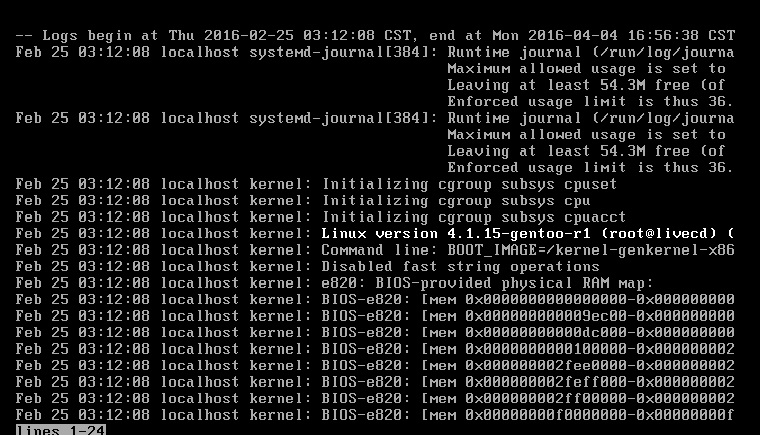 -- Logs begin at Thu 2016-02-25 03:12:08 CST, end at Mon 2016-04-04 16:56:38 CST
Feb 25 03:12:08 localhost systemd-journal[384]: Runtime journal (/run/log/journa
Maximum allowed usage is set to
Leaving at least 54.3M free (of
Enforced usage limit is thus 36.
Feb 25 03:12:08 localhost systemd-journal[384]: Runtime journal (/run/log/journa
Maximum allowed usage is set to
Leaving at least 54.3M free (of
Enforced usage limit is thus 36.
Feb 25 03:12:08 localhost kernel: Initializing cgroup subsys cpuset
Feb 25 03:12:08 localhost kernel: Initializing cgroup subsys cpu
Feb 25 03:12:08 localhost kernel: Initializing cgroup subsys cpuacct
Feb 25 03:12:08 localhost kernel: Linux version 4.1.15-gentoo-r1 (root@livecd) (
Feb 25 03:12:08 localhost kernel: Command line: BOOT_IMAGE=/kernel-genkernel-x86
Feb 25 03:12:08 localhost kernel: Disabled fast string operations
Feb 25 03:12:08 localhost kernel: e820: BIOS-provided physical RAM map:
Feb 25 03:12:08 localhost kernel: BIOS-e820: [mem 0x0000000000000000-0x000000000
Feb 25 03:12:08 localhost kernel: BIOS-e820: [mem 0x000000000009ec00-0x000000000
Feb 25 03:12:08 localhost kernel: BIOS-e820: [mem 0x00000000000dc000-0x000000000
Feb 25 03:12:08 localhost kernel: BIOS-e820: [mem 0x0000000000100000-0x000000002
Feb 25 03:12:08 localhost kernel: BIOS-e820: [mem 0x000000002fee0000-0x000000002
Feb 25 03:12:08 localhost kernel: BIOS-e820: [mem 0x000000002feff000-0x000000002
Feb 25 03:12:08 localhost kernel: BIOS-e820: [mem 0x000000002ff00000-0x000000002
Feb 25 03:12:08 localhost kernel: BIOS-e820: [mem 0x00000000f0000000-0x00000000f
lines 1-24